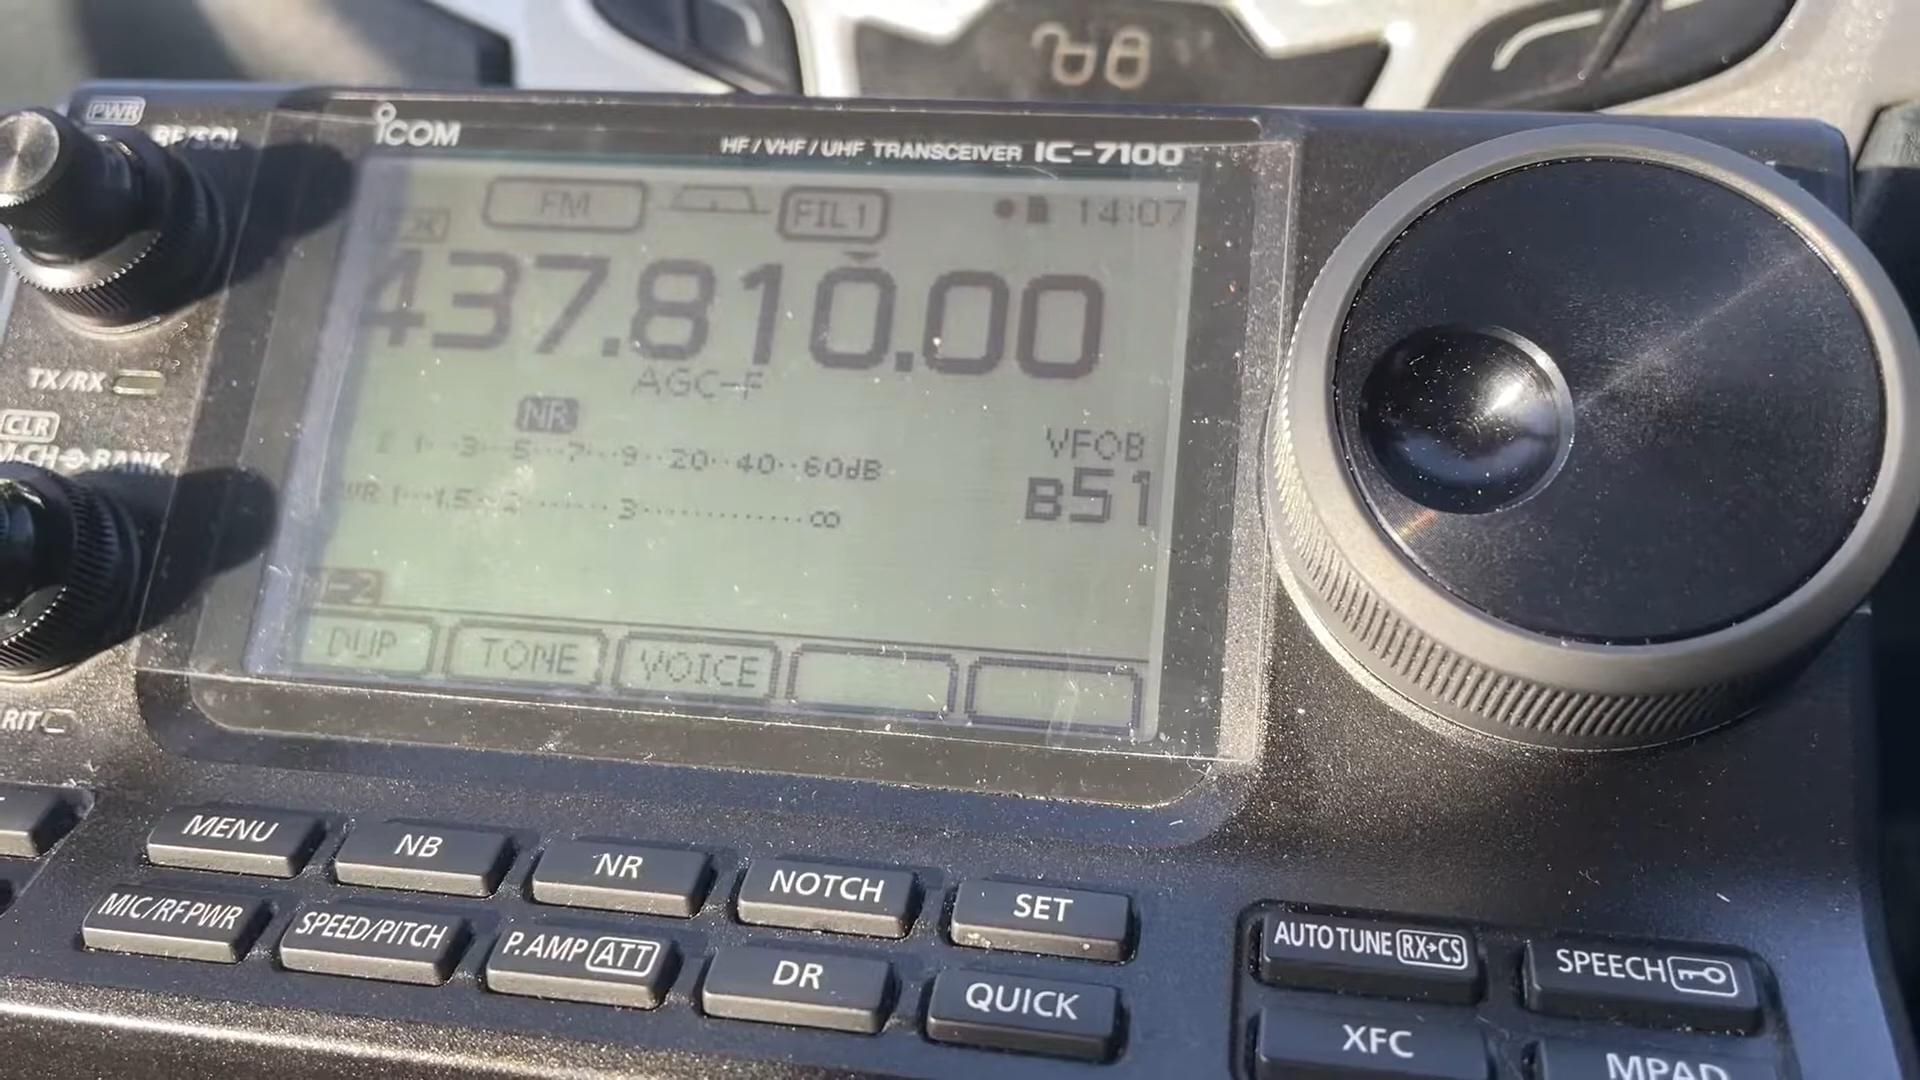 PWR
RF/SQL
ICOM
HF/VHF/UHF TRANSCEIVER IC-7100
FM FIL1 14:07
437.810.00
AGC-F
NR
1 3 5 7 9 20 40 60dB
1 1.5 2 3 ∞
VFOB
B51
M-2
DUP TONE VOICE
TX/RX
CLR
M-CH BANK
RIT
MENU NB NR NOTCH SET
MIC/RF PWR SPEED/PITCH P.AMP ATT DR QUICK
AUTO TUNE RX→CS SPEECH
XFC MPAD